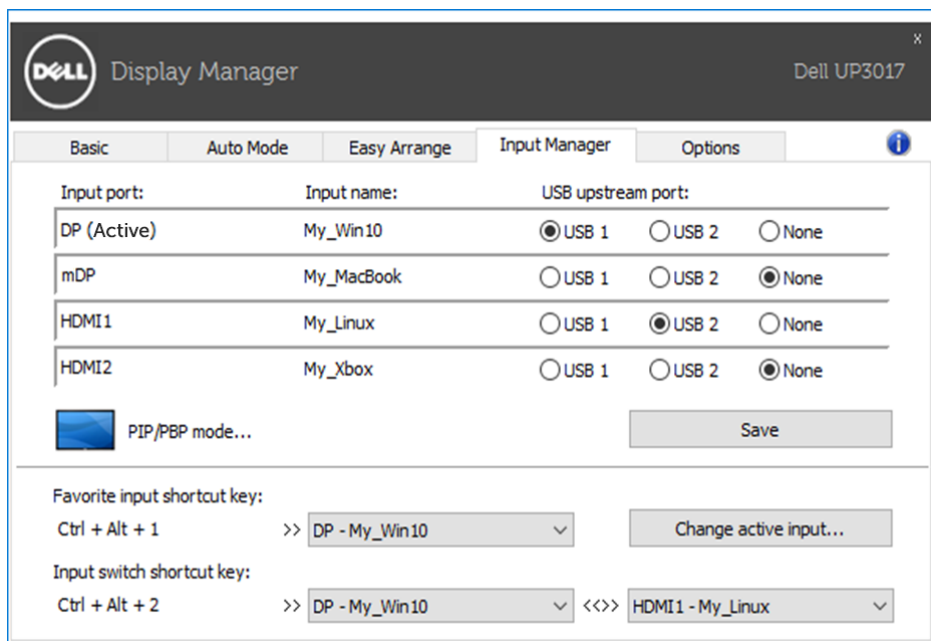 x
DELL Display Manager Dell UP3017
Basic Auto Mode Easy Arrange Input Manager Options i
Input port: Input name: USB upstream port:
DP (Active) My_Win10 USB 1 USB 2 None
mDP My_MacBook USB 1 USB 2 None
HDMI1 My_Linux USB 1 USB 2 None
HDMI2 My_Xbox USB 1 USB 2 None
PIP/PBP mode... Save
Favorite input shortcut key:
Ctrl + Alt + 1 >> DP - My_Win10 Change active input...
Input switch shortcut key:
Ctrl + Alt + 2 >> DP - My_Win10 <<>> HDMI1 - My_Linux